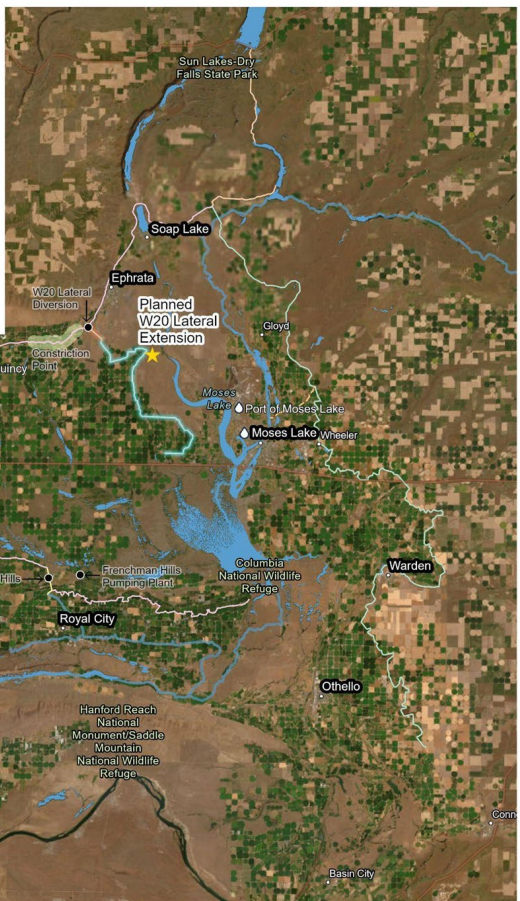 Sun Lakes-Dry
Falls State Park
Soap Lake
Ephrata
W20 Lateral
Diversion
Planned
W20 Lateral
Extension
Gloyd
Constriction
Point
uincy
Moses
Lake
Port of Moses Lake
Moses Lake
Wheeler
Columbia
National Wildlife
Refuge
Warden
Hills
Frenchman Hills
Pumping Plant
Royal City
Othello
Hanford Reach
National
Monument/Saddle
Mountain
National Wildlife
Refuge
Conn
Basin City